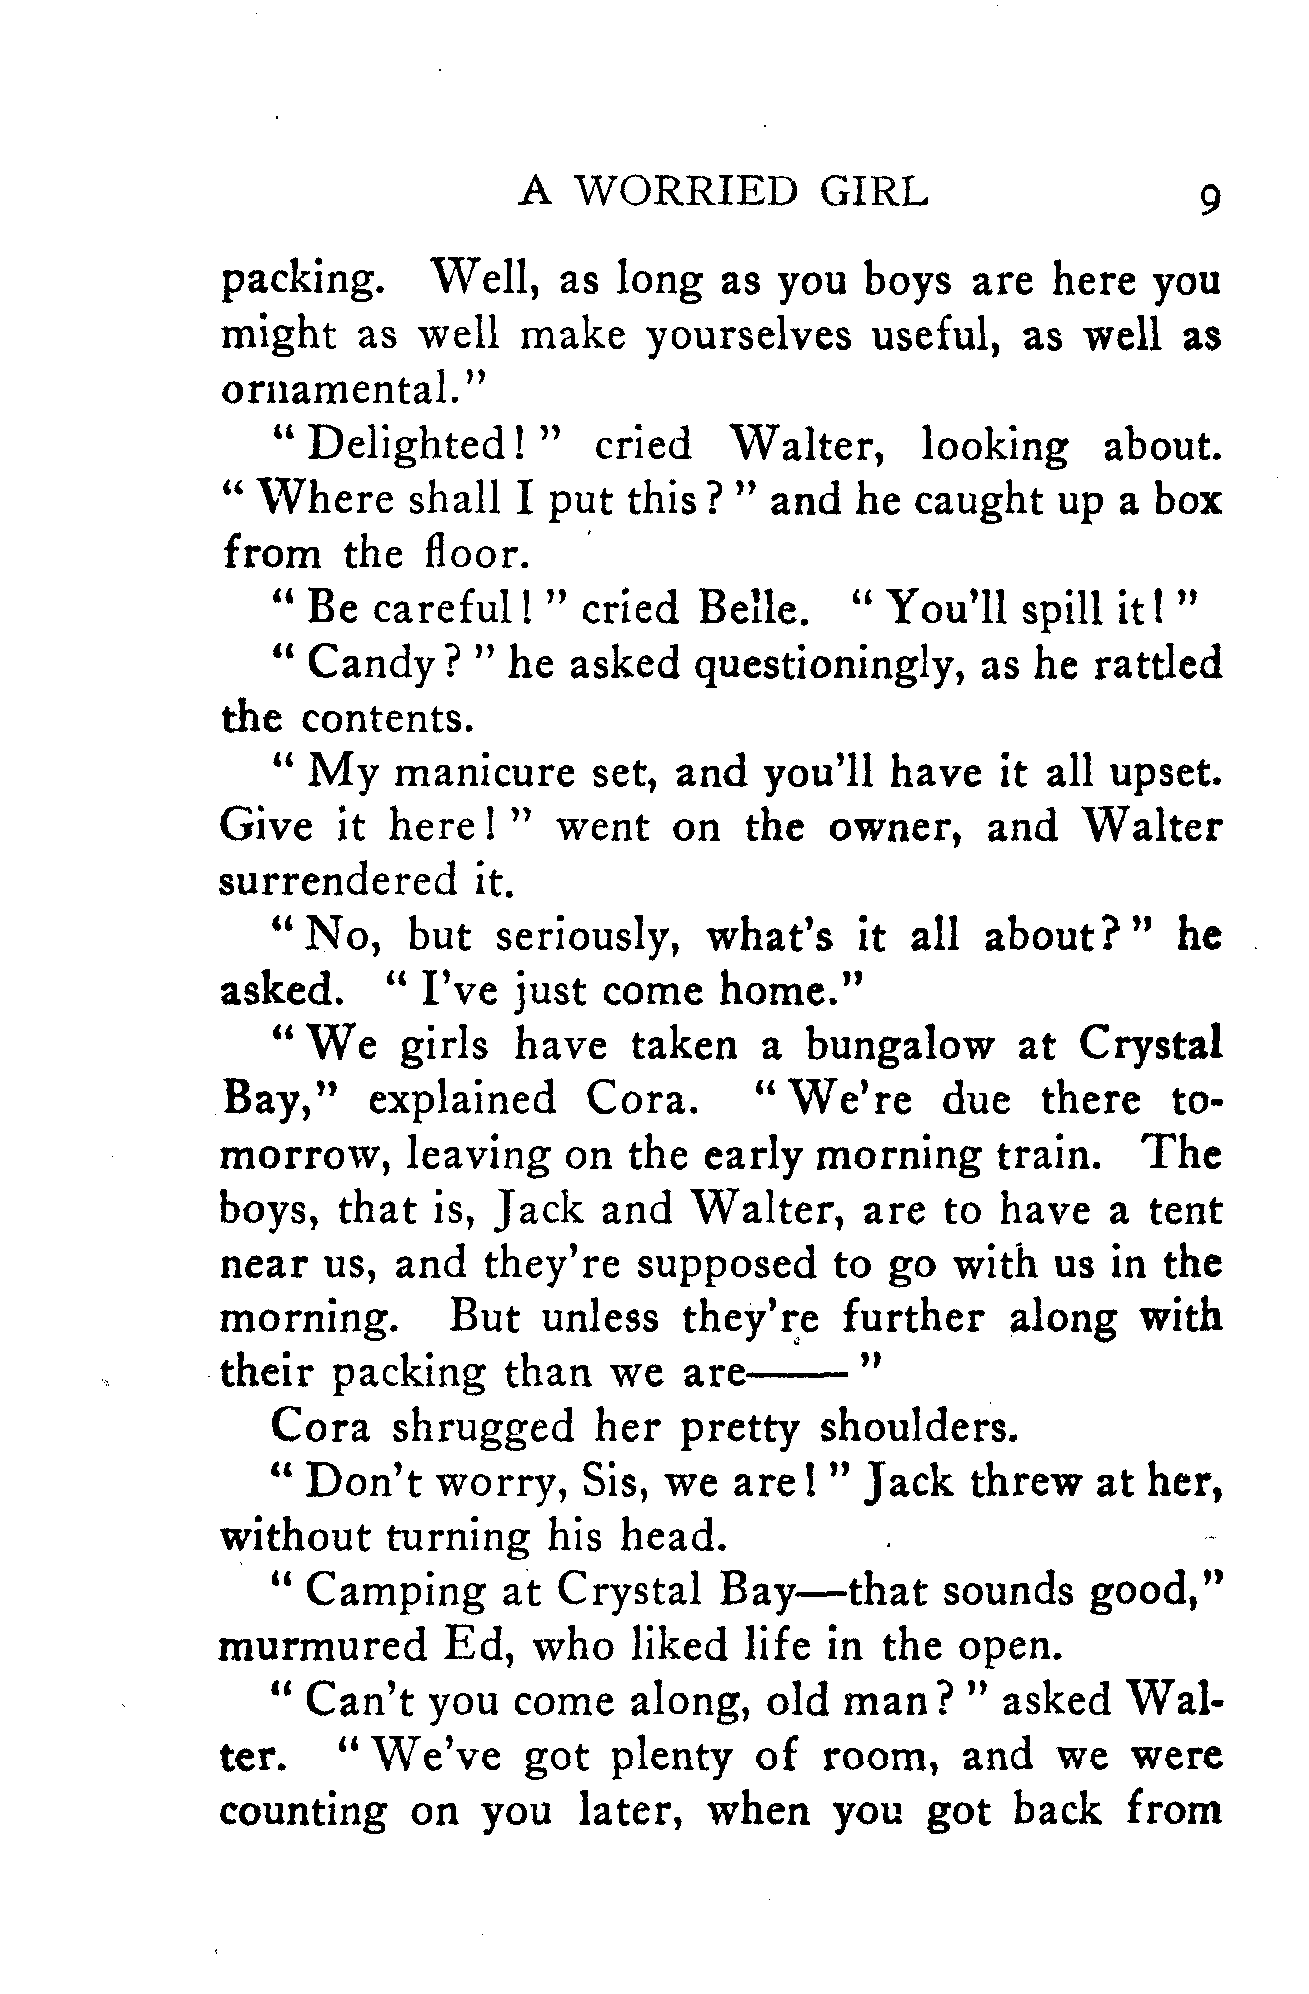 A WORRIED GIRL 9
packing. Well, as long as you boys are here you
might as well make yourselves useful, as well as
ornamental."
" Delighted! " cried Walter, looking about.
" Where shall I put this? " and he caught up a box
from the floor.
" Be careful! " cried Belle. " You'll spill it! "
" Candy? " he asked questioningly, as he rattled
the contents.
" My manicure set, and you'll have it all upset.
Give it here! " went on the owner, and Walter
surrendered it.
" No, but seriously, what's it all about? " he
asked. " I've just come home."
" We girls have taken a bungalow at Crystal
Bay," explained Cora. " We're due there to-
morrow, leaving on the early morning train. The
boys, that is, Jack and Walter, are to have a tent
near us, and they're supposed to go with us in the
morning. But unless they're further along with
their packing than we are—— "
Cora shrugged her pretty shoulders.
" Don't worry, Sis, we are! " Jack threw at her,
without turning his head.
" Camping at Crystal Bay—that sounds good,"
murmured Ed, who liked life in the open.
" Can't you come along, old man? " asked Wal-
ter. " We've got plenty of room, and we were
counting on you later, when you got back from